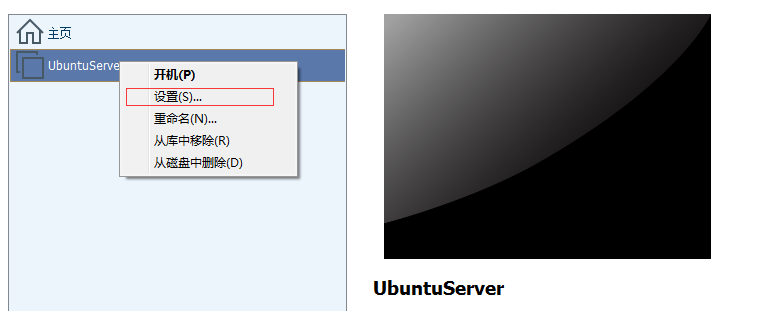 主页
UbuntuServe
开机(P)
设置(S)...
重命名(N)...
从库中移除(R)
从磁盘中删除(D)
UbuntuServer